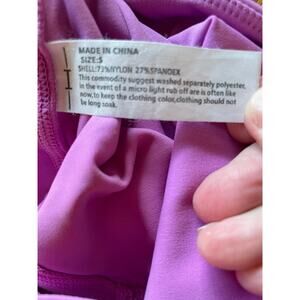 MADE IN CHINA
SIZE:S
SHELL:73%NYLON 27%SPANDEX
This commodity suggest washed separately polyester,
in the event of a micro light rub off are is often like
now,to keep the clothing color,clothing should not
be long soak.